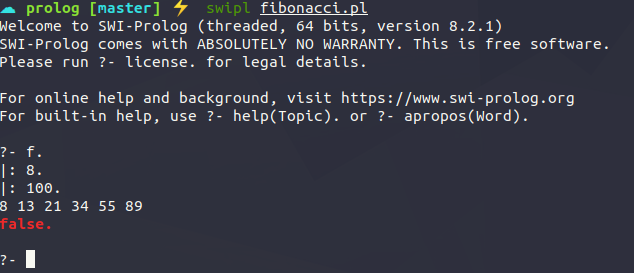 ☁ prolog [master] ⚡ swipl fibonacci.pl
Welcome to SWI-Prolog (threaded, 64 bits, version 8.2.1)
SWI-Prolog comes with ABSOLUTELY NO WARRANTY. This is free software.
Please run ?- license. for legal details.
For online help and background, visit https://www.swi-prolog.org
For built-in help, use ?- help(Topic). or ?- apropos(Word).
?- f.
|: 8.
|: 100.
8 13 21 34 55 89
false.
?-